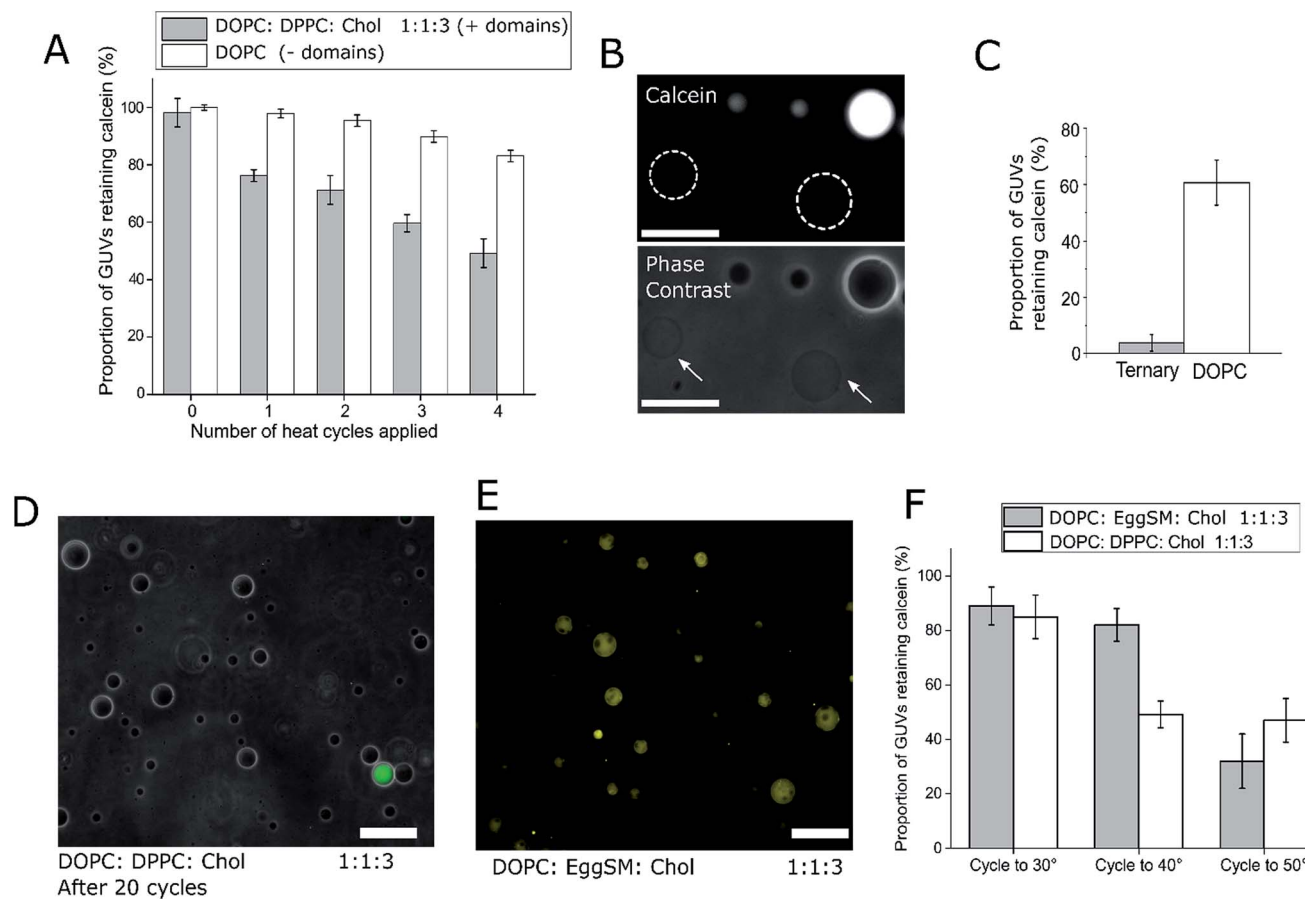 A
DOPC: DPPC: Chol 1:1:3 (+ domains)
DOPC (- domains)
Proportion of GUVs retaining calcein (%)
100
80
60
40
20
0
0 1 2 3 4
Number of heat cycles applied
B
Calcein
Phase
Contrast
C
Proportion of GUVs
retaining calcein (%)
80
60
40
20
0
Ternary DOPC
D
DOPC: DPPC: Chol 1:1:3
After 20 cycles
E
DOPC: EggSM: Chol 1:1:3
F
DOPC: EggSM: Chol 1:1:3
DOPC: DPPC: Chol 1:1:3
Proportion of GUVs retaining calcein (%)
100
80
60
40
20
0
Cycle to 30° Cycle to 40° Cycle to 50°